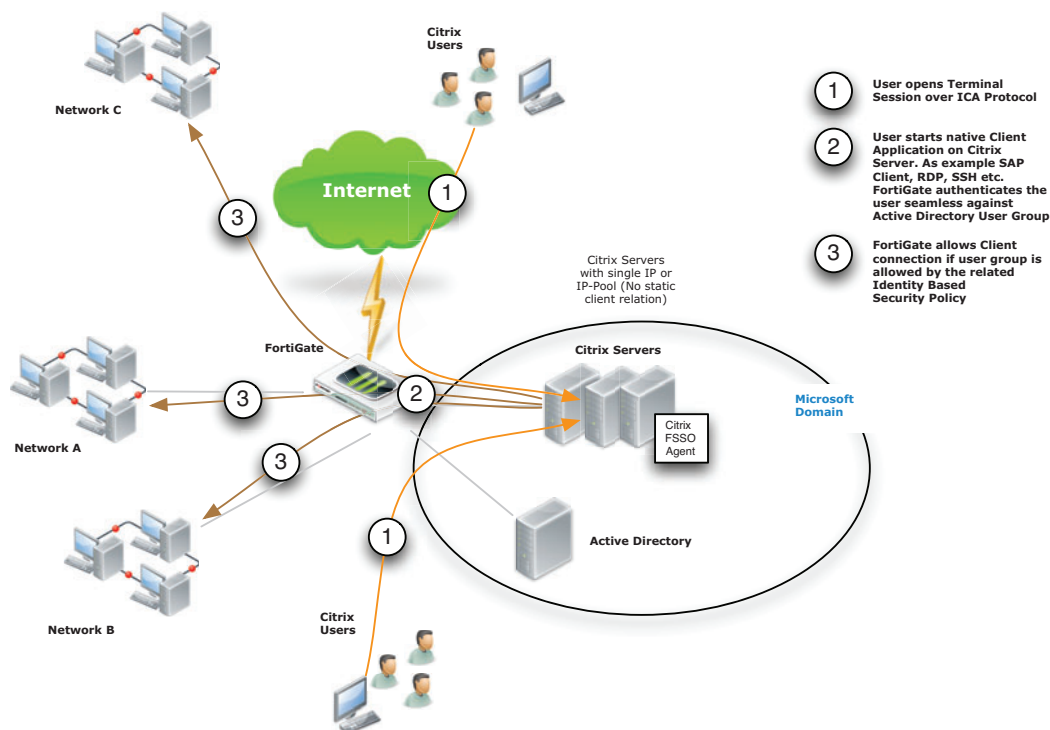 Citrix
Users
Network C
1
User opens Terminal
Session over ICA Protocol
2
User starts native Client
Application on Citrix
Server. As example SAP
Client, RDP, SSH etc.
FortiGate authenticates the
user seamless against
Active Directory User Group
3
FortiGate allows Client
connection if user group is
allowed by the related
Identity Based
Security Policy
Internet
1
3
Citrix Servers
with single IP or
IP-Pool (No static
client relation)
FortiGate
Citrix Servers
2
3
Microsoft
Domain
Citrix
FSSO
Agent
Network A
3
1
Active Directory
Network B
Citrix
Users